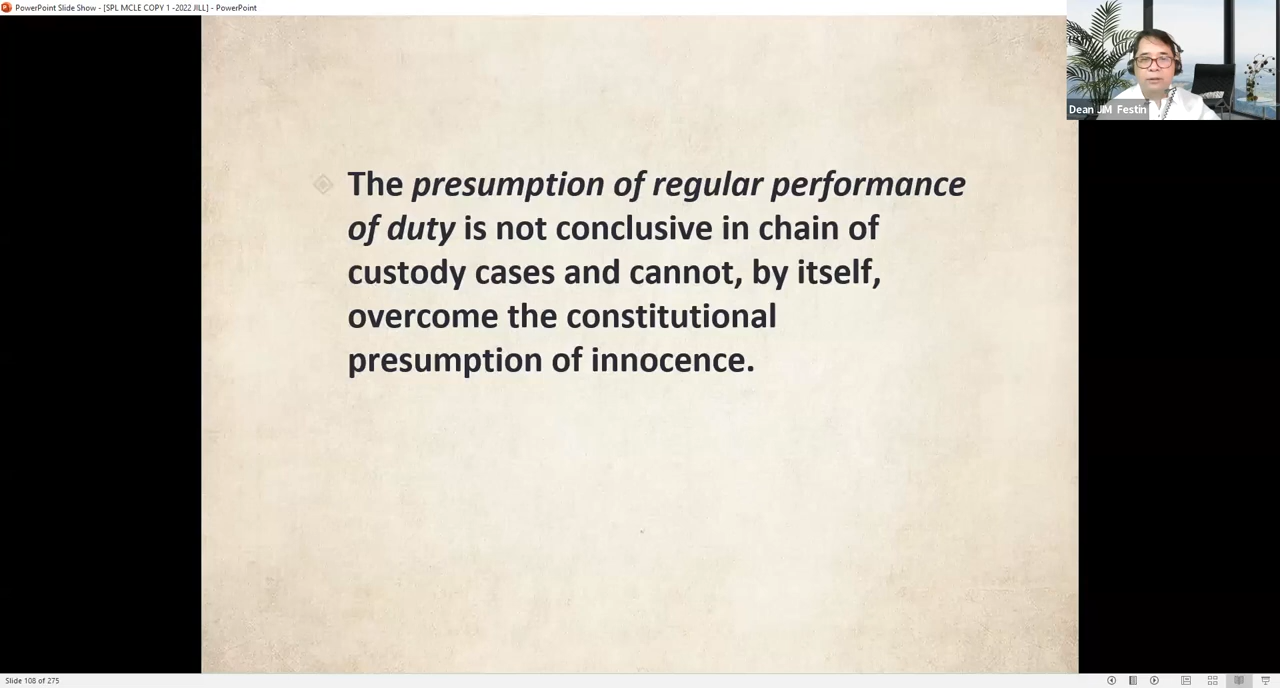 PowerPoint Slide Show - [SPL MCLE COPY 1 -2022 JILL] - PowerPoint
Dean JIM Festin
The presumption of regular performance
of duty is not conclusive in chain of
custody cases and cannot, by itself,
overcome the constitutional
presumption of innocence.
Slide 108 of 275